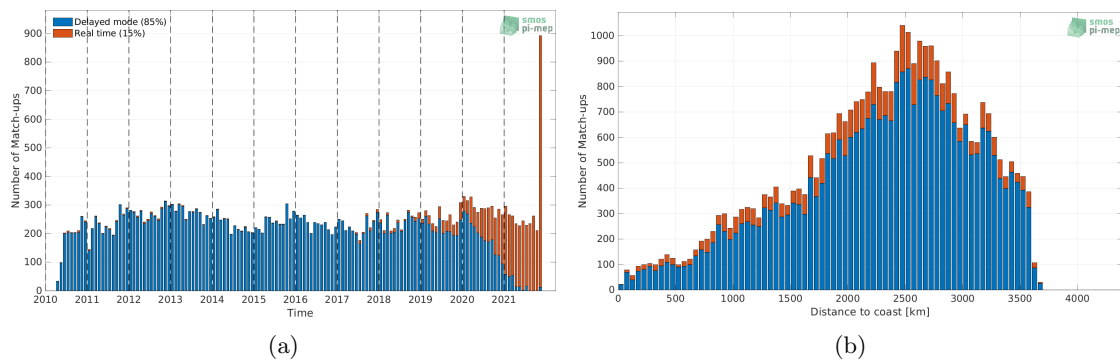 Delayed mode (85%)
Real time (15%)
smos
pi-mep
Number of Match-ups
900
800
700
600
500
400
300
200
100
0
2010 2011 2012 2013 2014 2015 2016 2017 2018 2019 2020 2021
Time
(a)
smos
pi-mep
Number of Match-ups
1000
900
800
700
600
500
400
300
200
100
0
0 500 1000 1500 2000 2500 3000 3500 4000
Distance to coast [km]
(b)